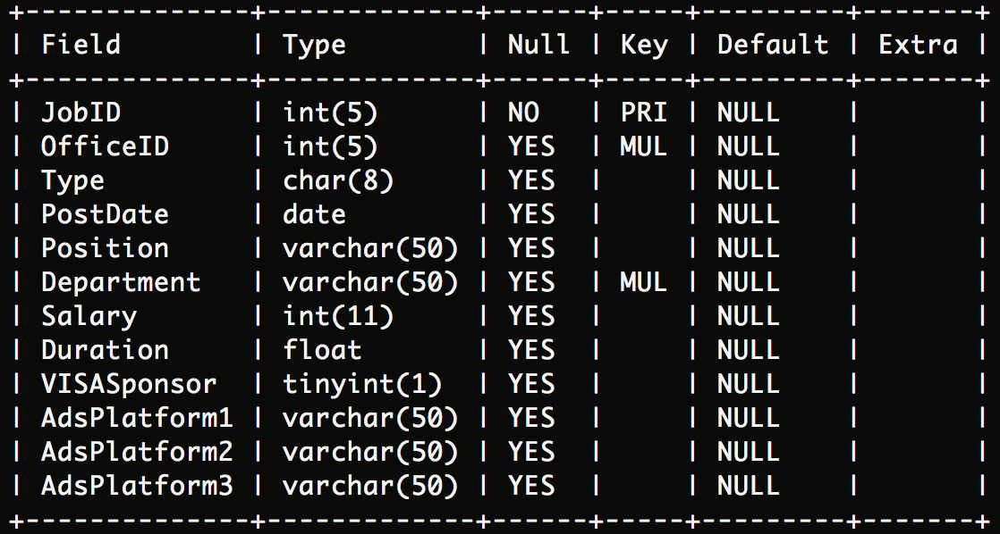 +--------------+-------------+------+-----+---------+-------+
| Field        | Type        | Null | Key | Default | Extra |
+--------------+-------------+------+-----+---------+-------+
| JobID        | int(5)      | NO   | PRI | NULL    |       |
| OfficeID     | int(5)      | YES  | MUL | NULL    |       |
| Type         | char(8)     | YES  |     | NULL    |       |
| PostDate     | date        | YES  |     | NULL    |       |
| Position     | varchar(50) | YES  |     | NULL    |       |
| Department   | varchar(50) | YES  | MUL | NULL    |       |
| Salary       | int(11)     | YES  |     | NULL    |       |
| Duration     | float       | YES  |     | NULL    |       |
| VISASponsor  | tinyint(1)  | YES  |     | NULL    |       |
| AdsPlatform1 | varchar(50) | YES  |     | NULL    |       |
| AdsPlatform2 | varchar(50) | YES  |     | NULL    |       |
| AdsPlatform3 | varchar(50) | YES  |     | NULL    |       |
+--------------+-------------+------+-----+---------+-------+